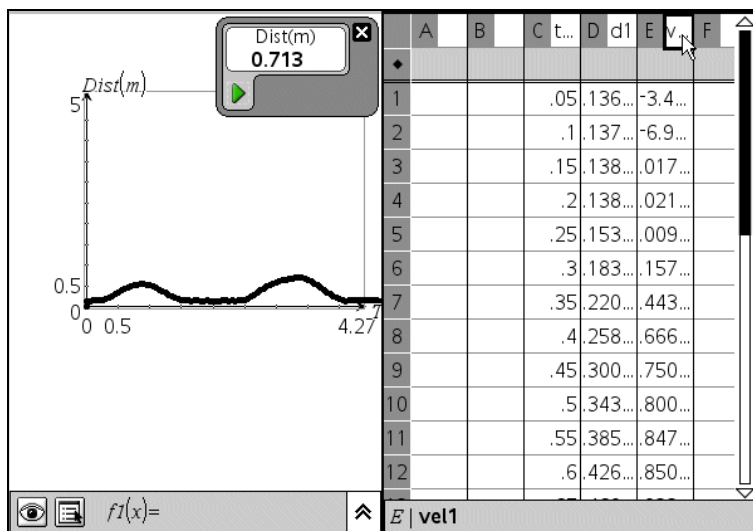 Dist(m)
0.713
Dist(m)
5
0.5
0
0 0.5
4.27
f1(x)=
A B C t... D d1 E v... F
◆
1 .05 .136... -3.4...
2 .1 .137... -6.9...
3 .15 .138... .017...
4 .2 .138... .021...
5 .25 .153... .009...
6 .3 .183... .157...
7 .35 .220... .443...
8 .4 .258... .666...
9 .45 .300... .750...
10 .5 .343... .800...
11 .55 .385... .847...
12 .6 .426... .850...
E | vel1